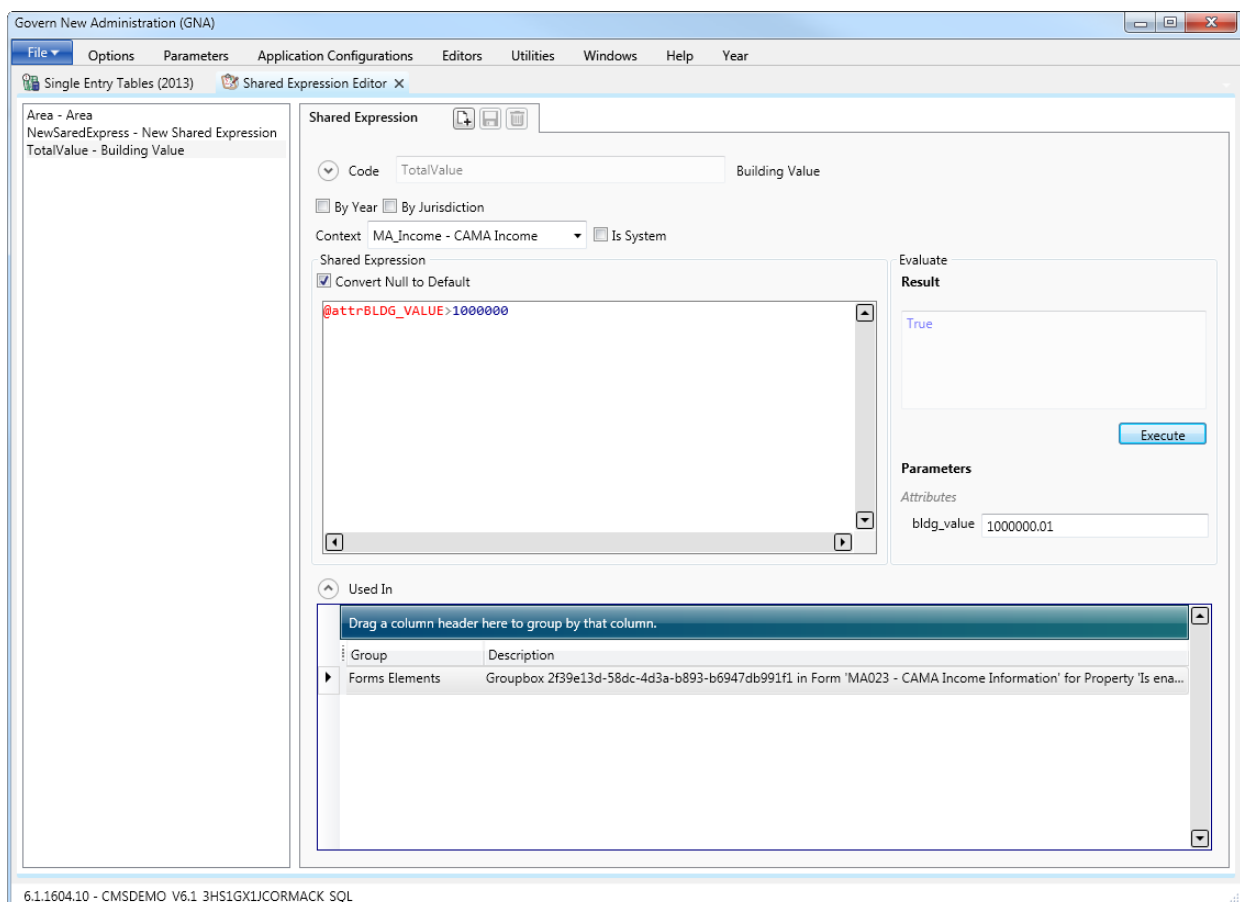 Govern New Administration (GNA)
File Options Parameters Application Configurations Editors Utilities Windows Help Year
Single Entry Tables (2013) Shared Expression Editor X
Area - Area
NewSaredExpress - New Shared Expression
TotalValue - Building Value
Shared Expression
Code TotalValue Building Value
By Year By Jurisdiction
Context MA_Income - CAMA Income Is System
Shared Expression
Convert Null to Default
@attrBLDG_VALUE>1000000
Evaluate
Result
True
Execute
Parameters
Attributes
bldg_value 1000000.01
Used In
Drag a column header here to group by that column.
Group Description
Forms Elements Groupbox 2f39e13d-58dc-4d3a-b893-b6947db991f1 in Form 'MA023 - CAMA Income Information' for Property 'Is ena...
6.1.1604.10 - CMSDEMO_V6.1_3HS1GX1JCORMACK_SQL